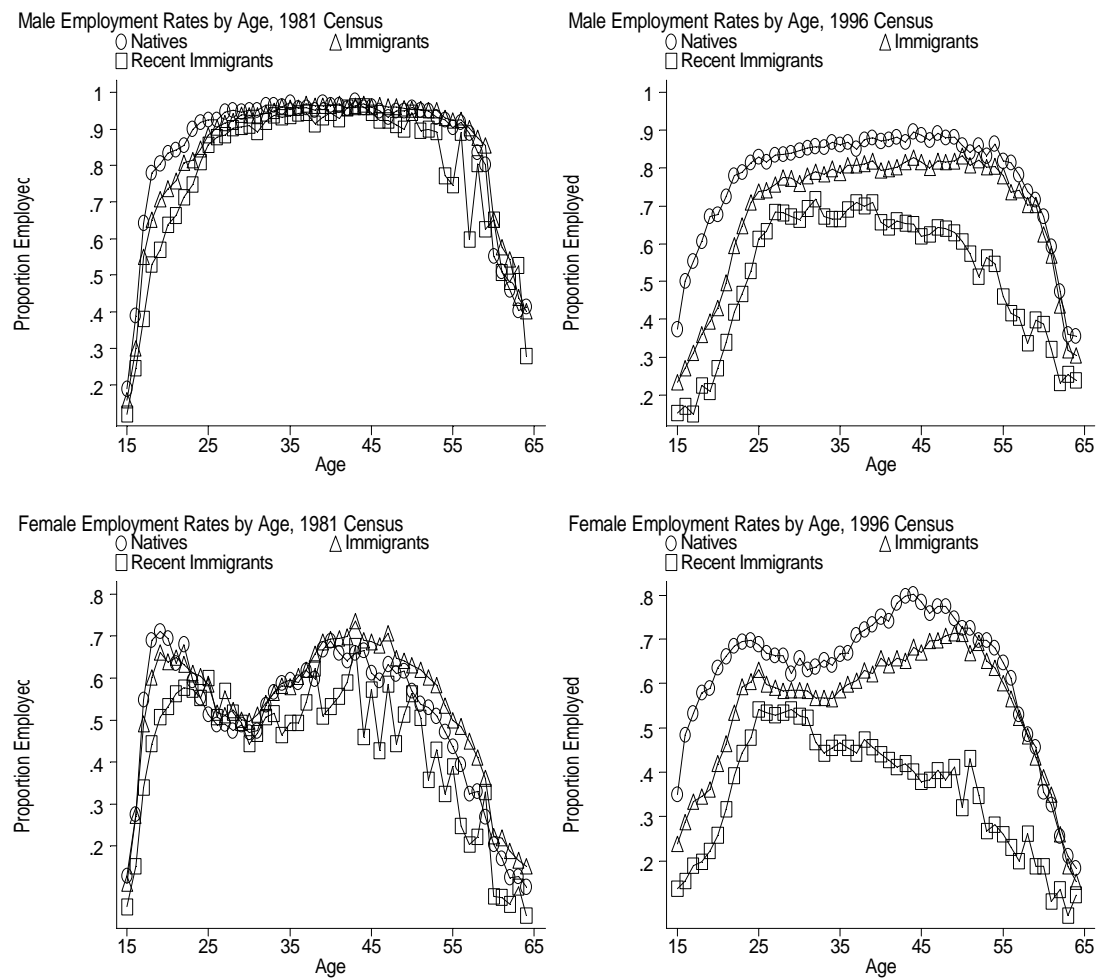 Male Employment Rates by Age, 1981 Census
Natives Immigrants
Recent Immigrants
1
.9
.8
.7
.6
.5
.4
.3
.2
Proportion Employec
15 25 35 45 55 65
Age
Male Employment Rates by Age, 1996 Census
Natives Immigrants
Recent Immigrants
1
.9
.8
.7
.6
.5
.4
.3
.2
Proportion Employed
15 25 35 45 55 65
Age
Female Employment Rates by Age, 1981 Census
Natives Immigrants
Recent Immigrants
.8
.7
.6
.5
.4
.3
.2
Proportion Employec
15 25 35 45 55 65
Age
Female Employment Rates by Age, 1996 Census
Natives Immigrants
Recent Immigrants
.8
.7
.6
.5
.4
.3
.2
Proportion Employed
15 25 35 45 55 65
Age